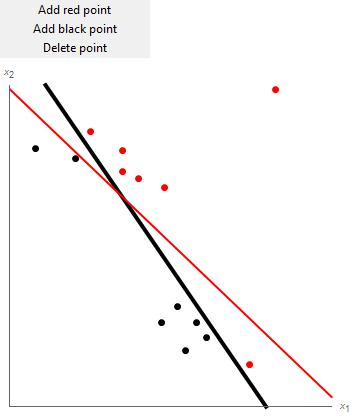 Add red point
Add black point
Delete point
x2
x1